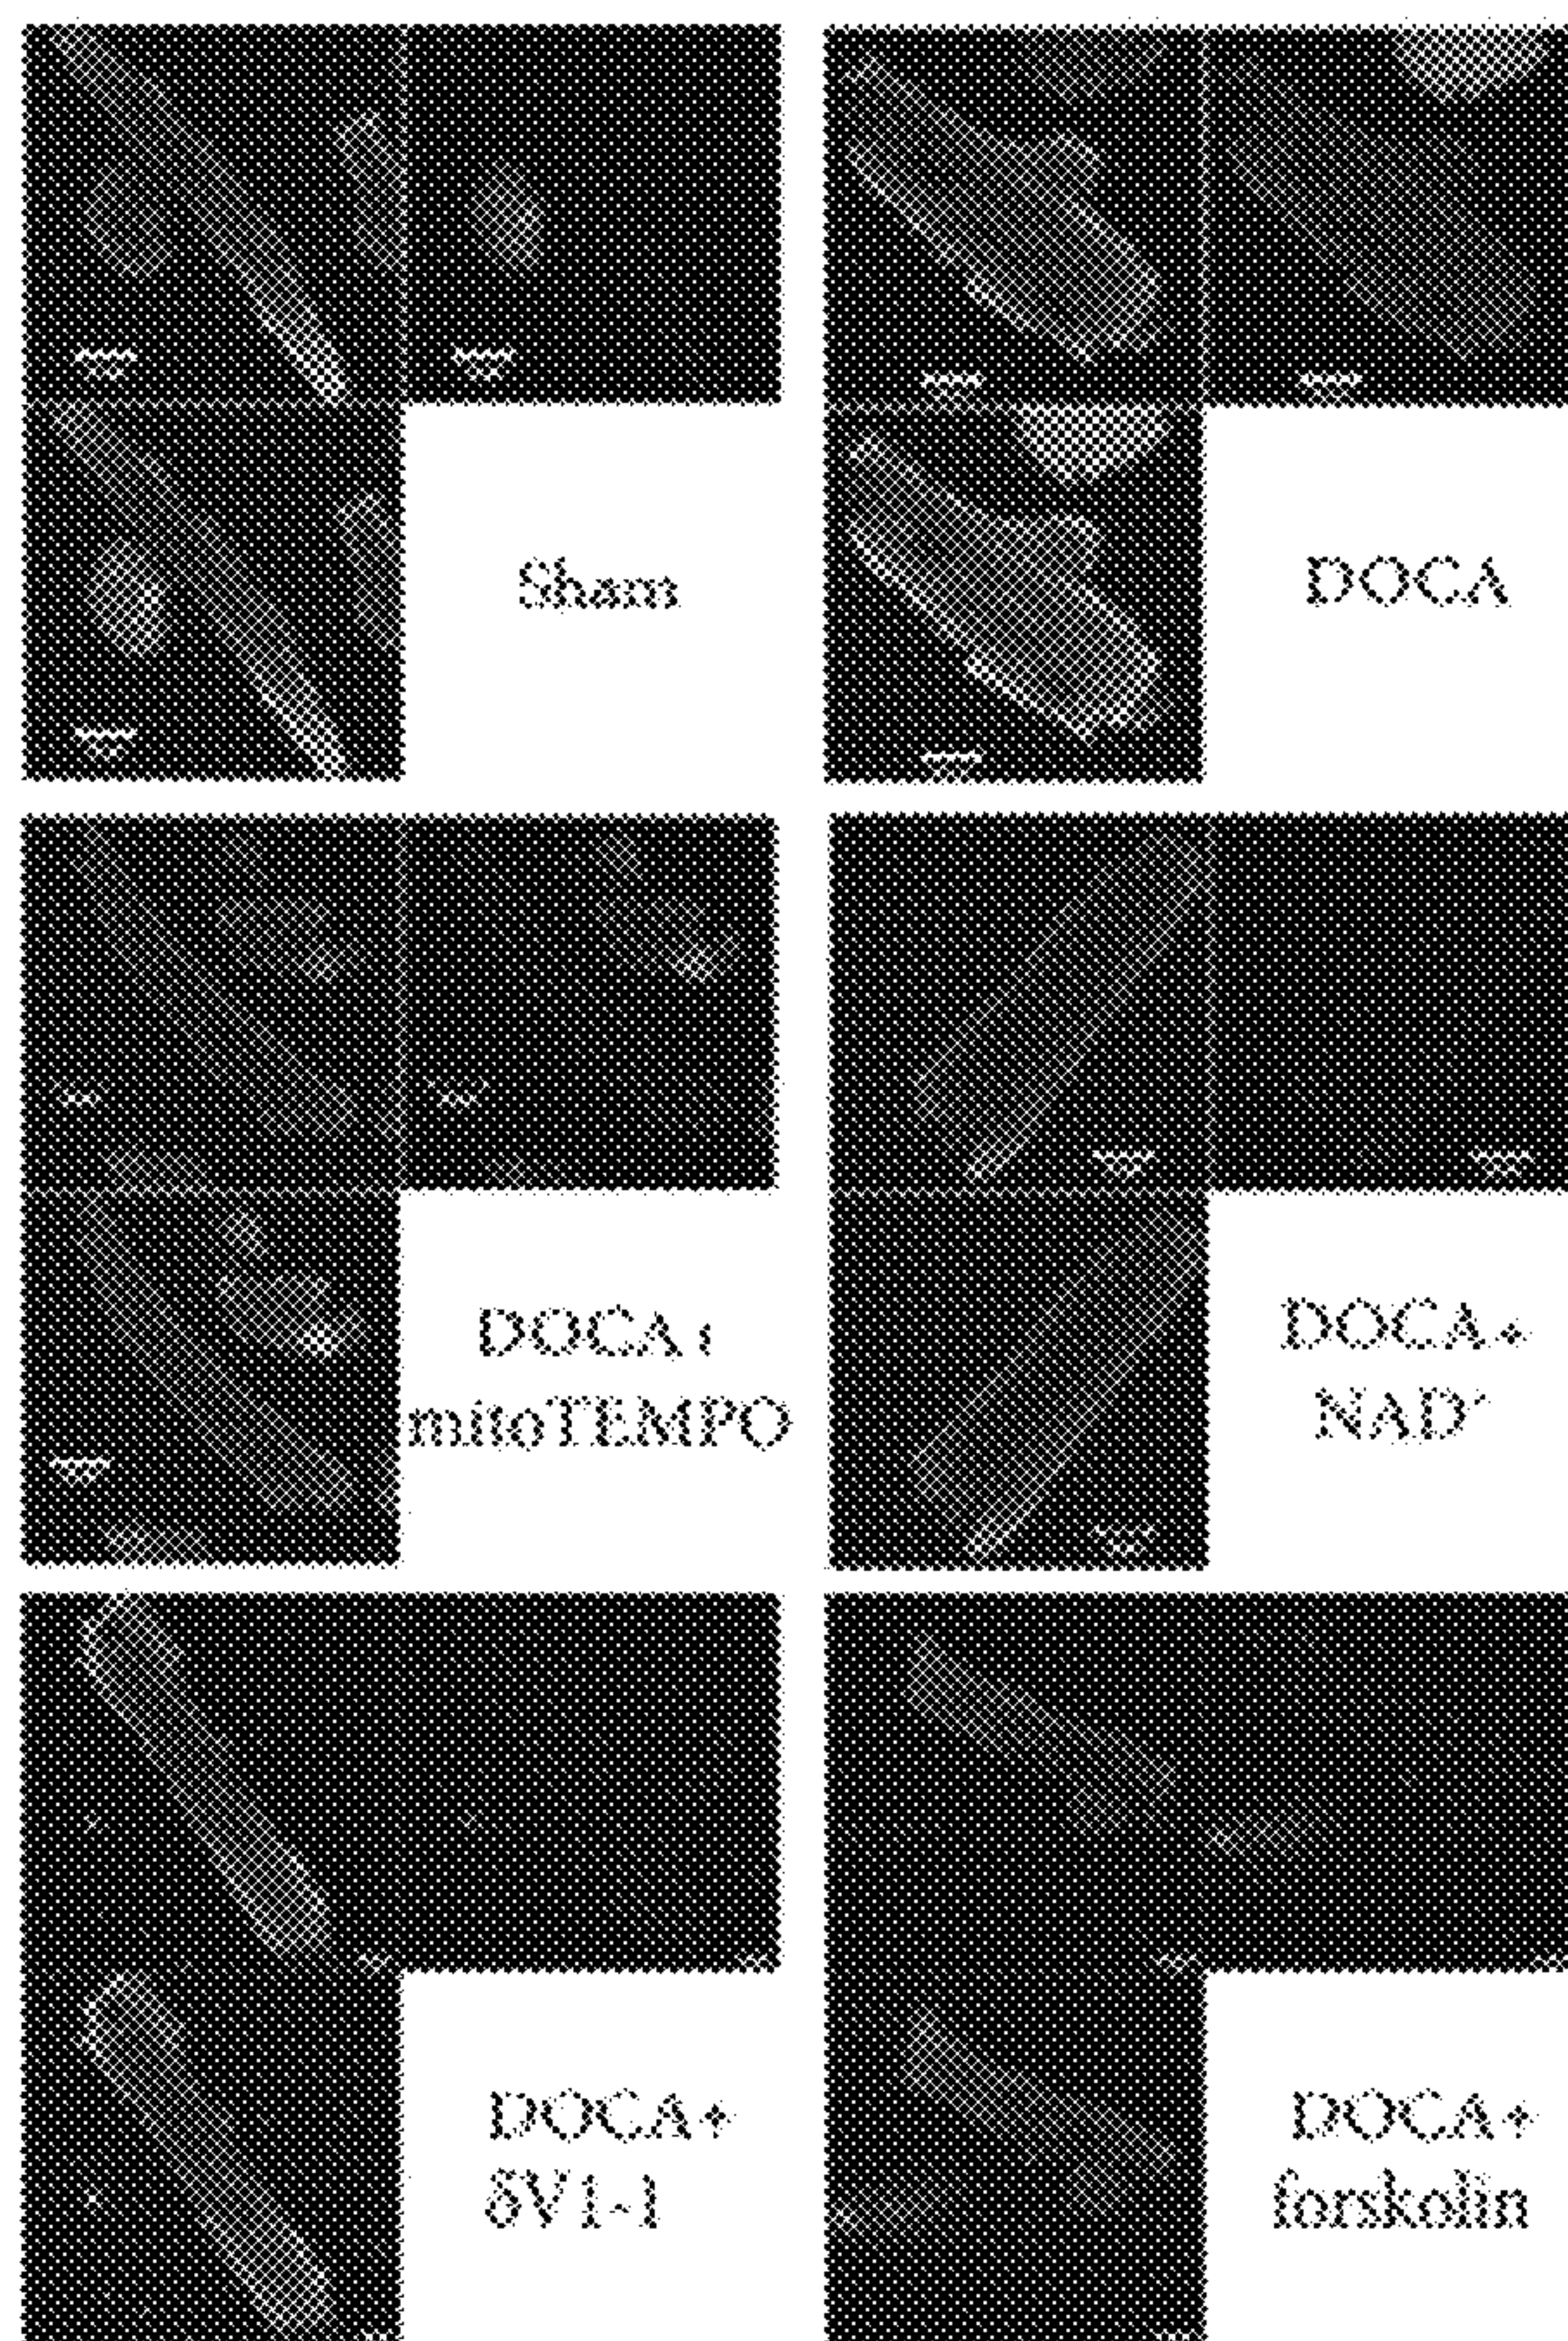 Sham
DOCA
DOCA +
mitoTEMPO
DOCA +
NAD⁺
DOCA+
δV1-1
DOCA+
forskolin